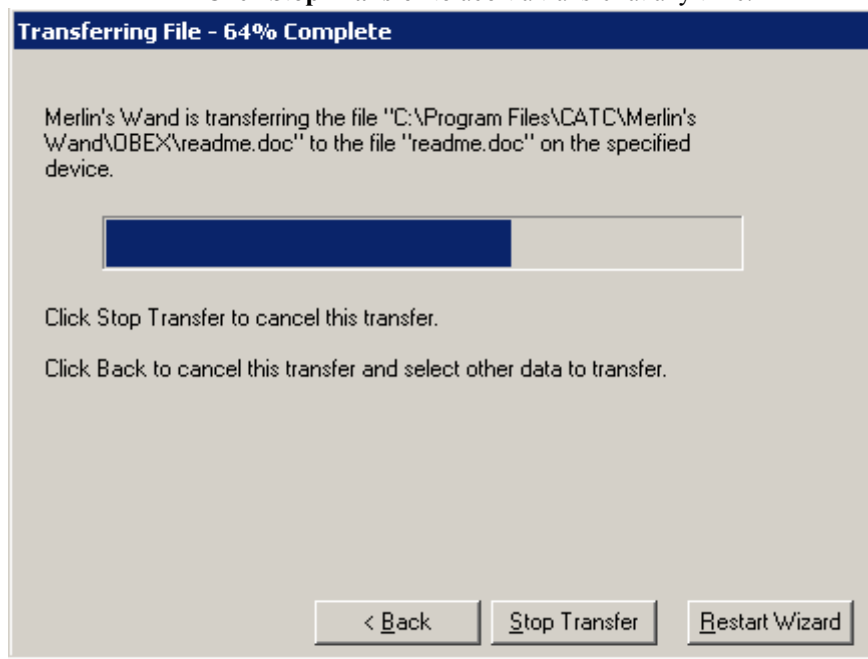 Transferring File - 64% Complete
Merlin's Wand is transferring the file "C:\Program Files\CATC\Merlin's
Wand\OBEX\readme.doc" to the file "readme.doc" on the specified
device.
Click Stop Transfer to cancel this transfer.
Click Back to cancel this transfer and select other data to transfer.
< Back
Stop Transfer
Restart Wizard